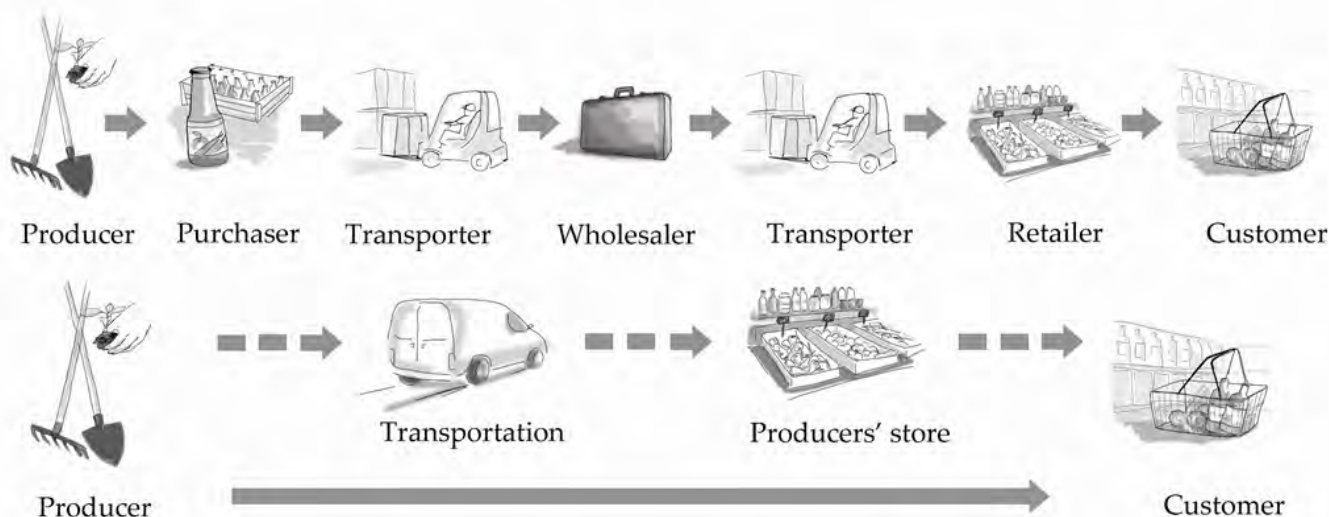 Producer Purchaser Transporter Wholesaler Transporter Retailer Customer
Transportation Producers' store
Producer Customer